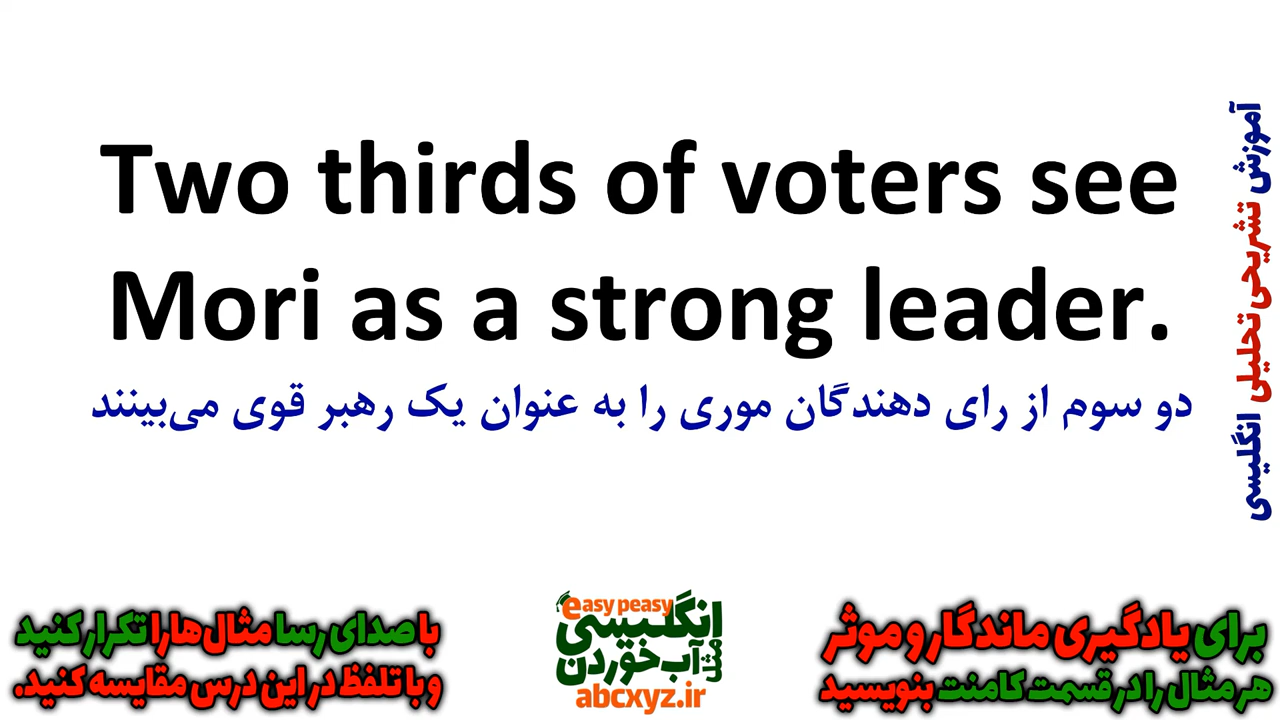 Two thirds of voters see
Mori as a strong leader.
دو سوم از رای دهندگان موری را به عنوان یک رهبر قوی می‌بینند
آموزش تشریحی تحلیلی انگلیسی
برای یادگیری ماندگار و موثر
هر مثال را در قسمت کامنت بنویسید
easy peasy
انگلیسی
مثل
آب خوردن
abcxyz.ir
با صدای رسا مثال‌ها را تکرار کنید
و با تلفظ در این درس مقایسه کنید.